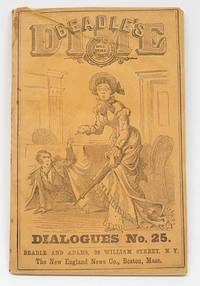 BEADLE'S
DIME
DIALOGUES No. 25.
BEADLE AND ADAMS, 98 WILLIAM STREET, N. Y.
The New England News Co., Boston, Mass.